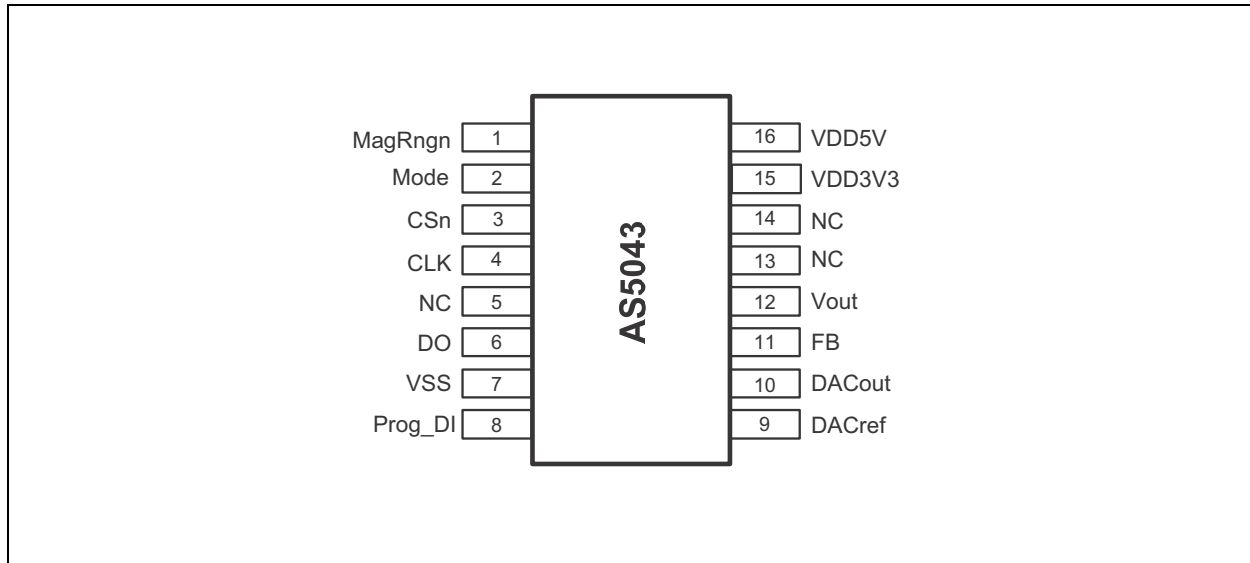 MagRngn 1
Mode 2
CSn 3
CLK 4
NC 5
DO 6
VSS 7
Prog_DI 8
AS5043
16 VDD5V
15 VDD3V3
14 NC
13 NC
12 Vout
11 FB
10 DACout
9 DACref